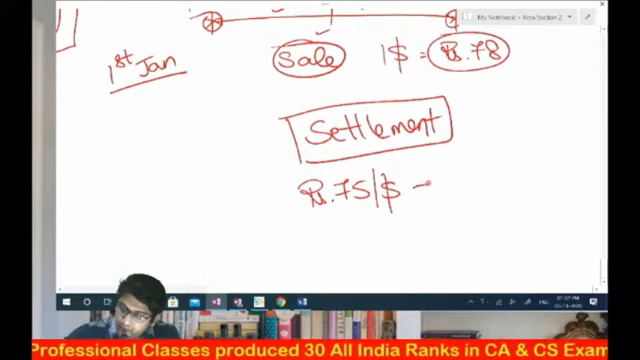 My Notebook – New Section 2
1st Jan
Sale
1$ = Rs.78
Settlement
Rs.75/$ -
ENG
Professional Classes produced 30 All India Ranks in CA & CS Exam